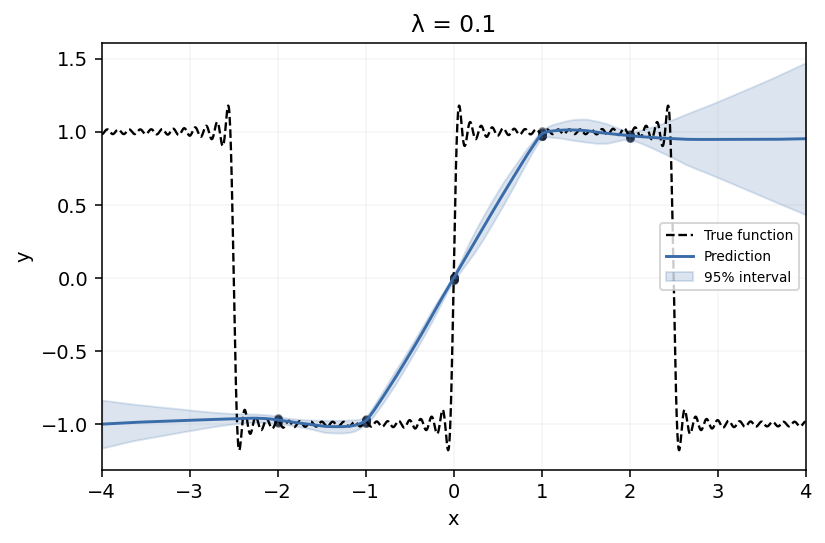 λ = 0.1
1.5
1.0
0.5
0.0
−0.5
−1.0
y
True function
Prediction
95% interval
−4 −3 −2 −1 0 1 2 3 4
x